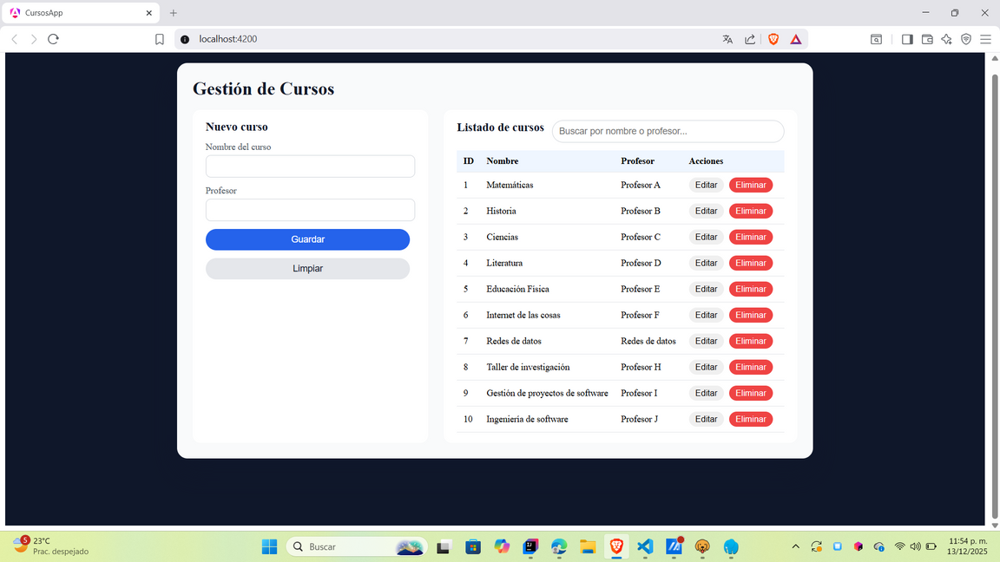 CursosApp
localhost:4200
Gestión de Cursos
Nuevo curso
Nombre del curso
Profesor
Guardar
Limpiar
Listado de cursos
Buscar por nombre o profesor...
ID Nombre Profesor Acciones
1 Matemáticas Profesor A Editar Eliminar
2 Historia Profesor B Editar Eliminar
3 Ciencias Profesor C Editar Eliminar
4 Literatura Profesor D Editar Eliminar
5 Educación Física Profesor E Editar Eliminar
6 Internet de las cosas Profesor F Editar Eliminar
7 Redes de datos Redes de datos Editar Eliminar
8 Taller de investigación Profesor H Editar Eliminar
9 Gestión de proyectos de software Profesor I Editar Eliminar
10 Ingeniería de software Profesor J Editar Eliminar
5
23°C
Prac. despejado
Buscar
11:54 p. m.
13/12/2025